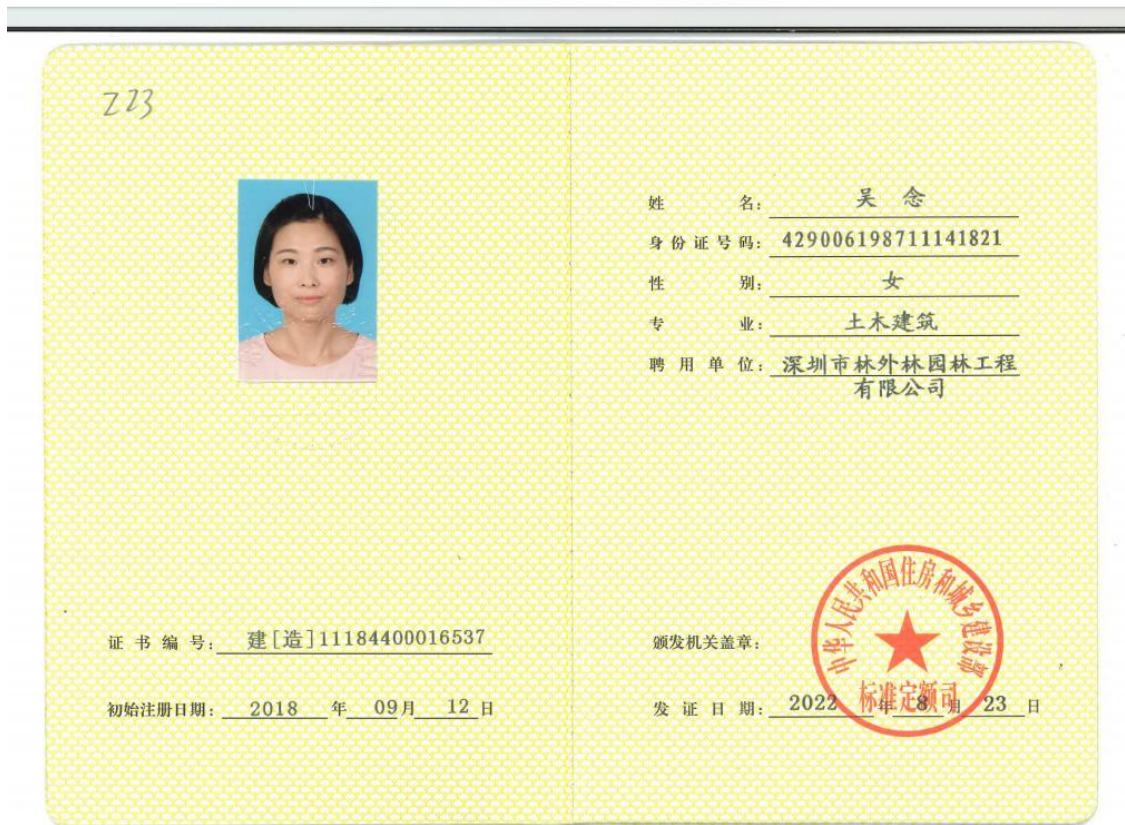 Z23
姓 名: 吴 念
身份证号码: 429006198711141821
性 别: 女
专 业: 土木建筑
聘用单位: 深圳市林外林园林工程
有限公司
证书编号: 建[造]11184400016537
初始注册日期: 2018 年 09月 12 日
颁发机关盖章:
中华人民共和国住房和城乡建设部
标准定额司
发证日期: 2022 年 8 月 23 日